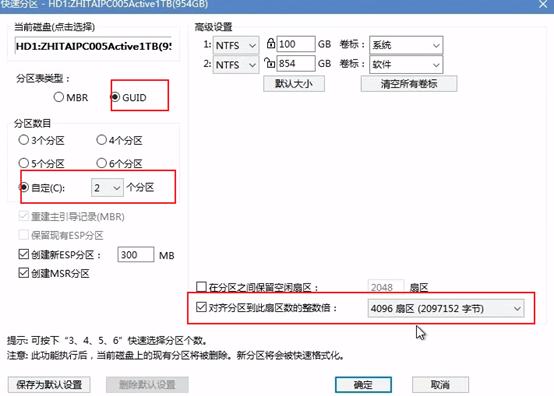 快速分区 - HD1:ZHITAIPC005Active1TB(954GB)
当前磁盘(点击选择)
HD1:ZHITAIPC005Active1TB(95
分区表类型：
MBR
GUID
分区数目
3个分区
4个分区
5个分区
6个分区
自定(C):
2
个分区
重建主引导记录(MBR)
保留现有ESP分区
创建新ESP分区：
300
MB
创建MSR分区
高级设置
1:
NTFS
100
GB
卷标：
系统
2:
NTFS
854
GB
卷标：
软件
默认大小
清空所有卷标
在分区之间保留空闲扇区：
2048
扇区
对齐分区到此扇区数的整数倍：
4096 扇区 (2097152 字节)
提示: 可按下“3、4、5、6”快速选择分区个数。
注意: 此功能执行后，当前磁盘上的现有分区将被删除。新分区将会被快速格式化。
保存为默认设置
删除默认设置
确定
取消